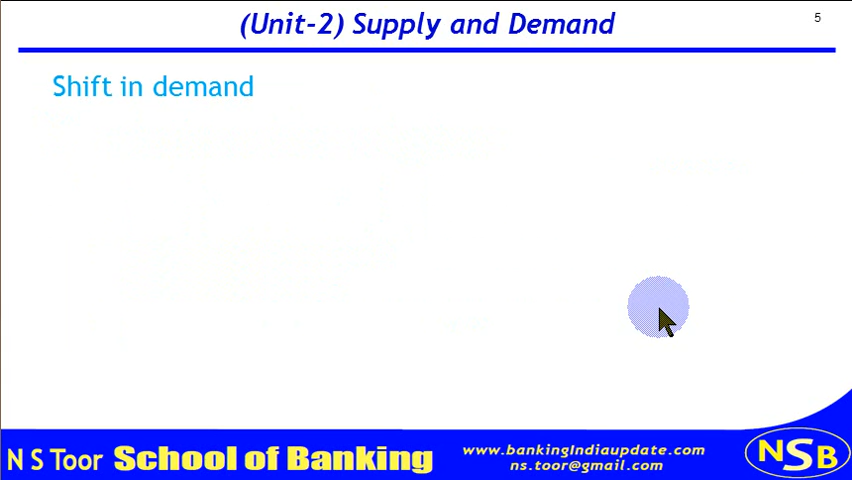 (Unit-2) Supply and Demand
5
Shift in demand
N S Toor School of Banking
www.bankingIndiaupdate.com
ns.toor@gmail.com
NSB